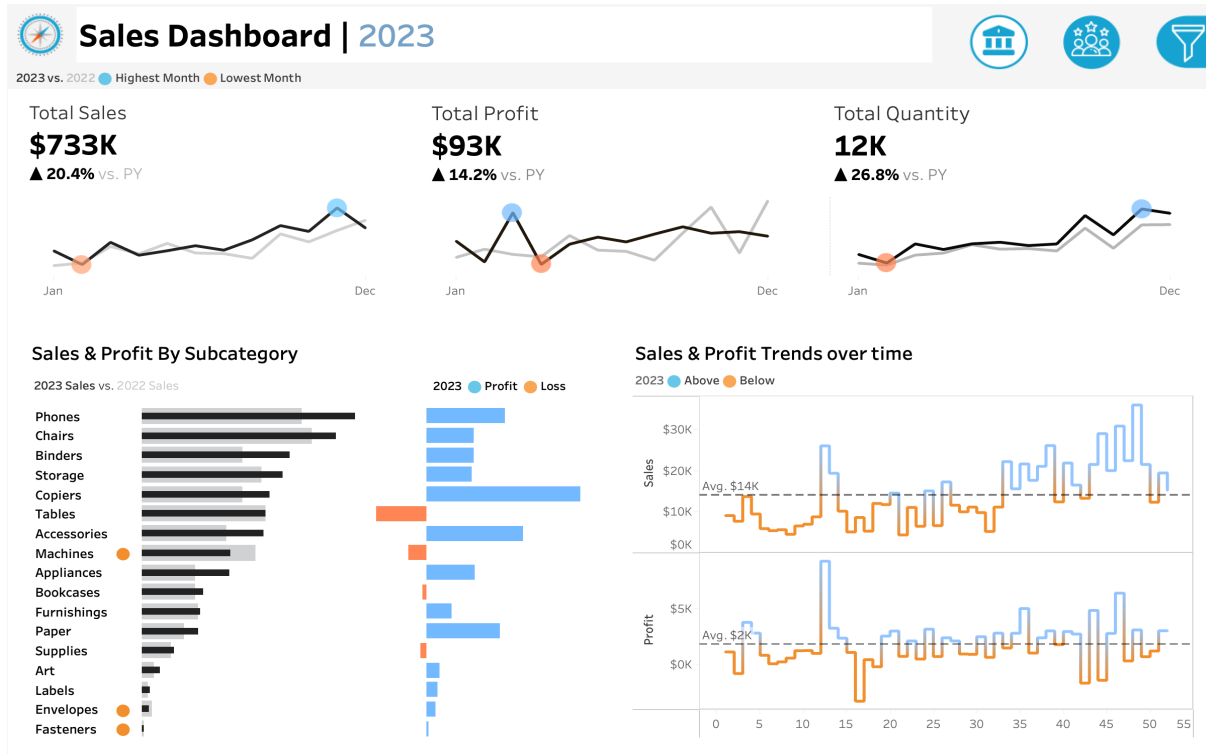 Sales Dashboard | 2023
2023 vs. 2022 Highest Month Lowest Month
Total Sales
$733K
▲ 20.4% vs. PY
Jan Dec
Total Profit
$93K
▲ 14.2% vs. PY
Jan Dec
Total Quantity
12K
▲ 26.8% vs. PY
Jan Dec
Sales & Profit By Subcategory
2023 Sales vs. 2022 Sales
2023 Profit Loss
Phones
Chairs
Binders
Storage
Copiers
Tables
Accessories
Machines
Appliances
Bookcases
Furnishings
Paper
Supplies
Art
Labels
Envelopes
Fasteners
Sales & Profit Trends over time
2023 Above Below
Sales
$30K
$20K
Avg. $14K
$10K
$0K
Profit
$5K
Avg. $2K
$0K
0 5 10 15 20 25 30 35 40 45 50 55